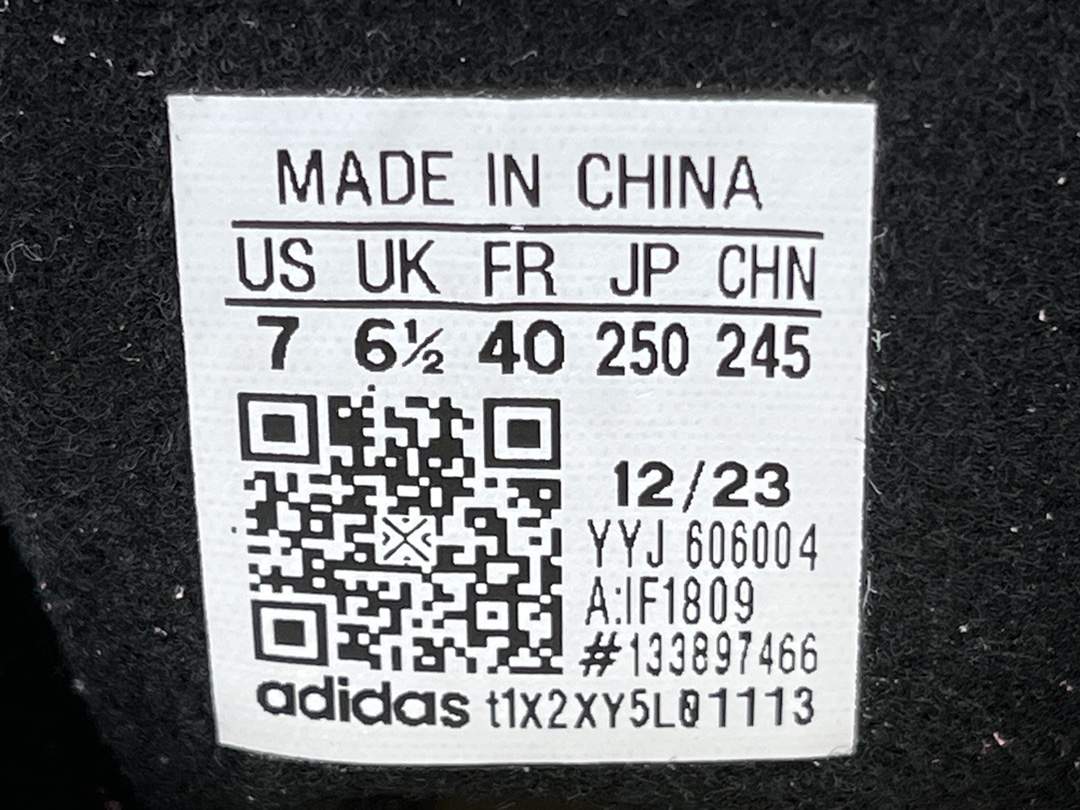 MADE IN CHINA
US UK FR JP CHN
7 6½ 40 250 245
12/23
YYJ 606004
A:IF1809
#133897466
adidas t1X2XY5L01113